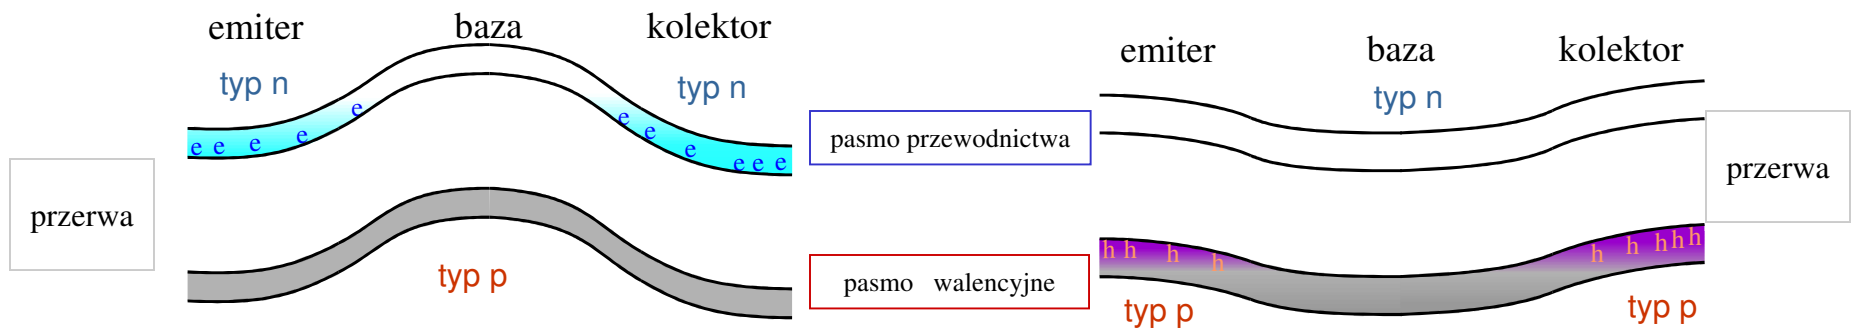 emiter baza kolektor
typ n typ n
e e e e e e e e e e e
przerwa
typ p
pasmo przewodnictwa
pasmo walencyjne
emiter baza kolektor
typ n
przerwa
h h h h h h h h h
typ p typ p